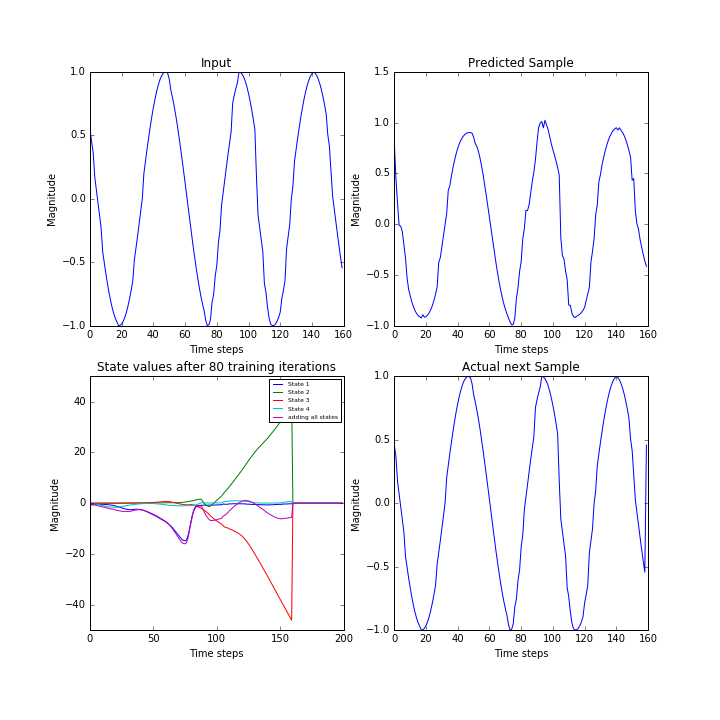 Input
1.0
0.5
0.0
−0.5
−1.0
Magnitude
0 20 40 60 80 100 120 140 160
Time steps
Predicted Sample
1.5
1.0
0.5
0.0
−0.5
−1.0
Magnitude
0 20 40 60 80 100 120 140 160
Time steps
State values after 80 training iterations
40
20
0
−20
−40
Magnitude
State 1
State 2
State 3
State 4
adding all states
0 50 100 150 200
Time steps
Actual next Sample
1.0
0.5
0.0
−0.5
−1.0
Magnitude
0 20 40 60 80 100 120 140 160
Time steps